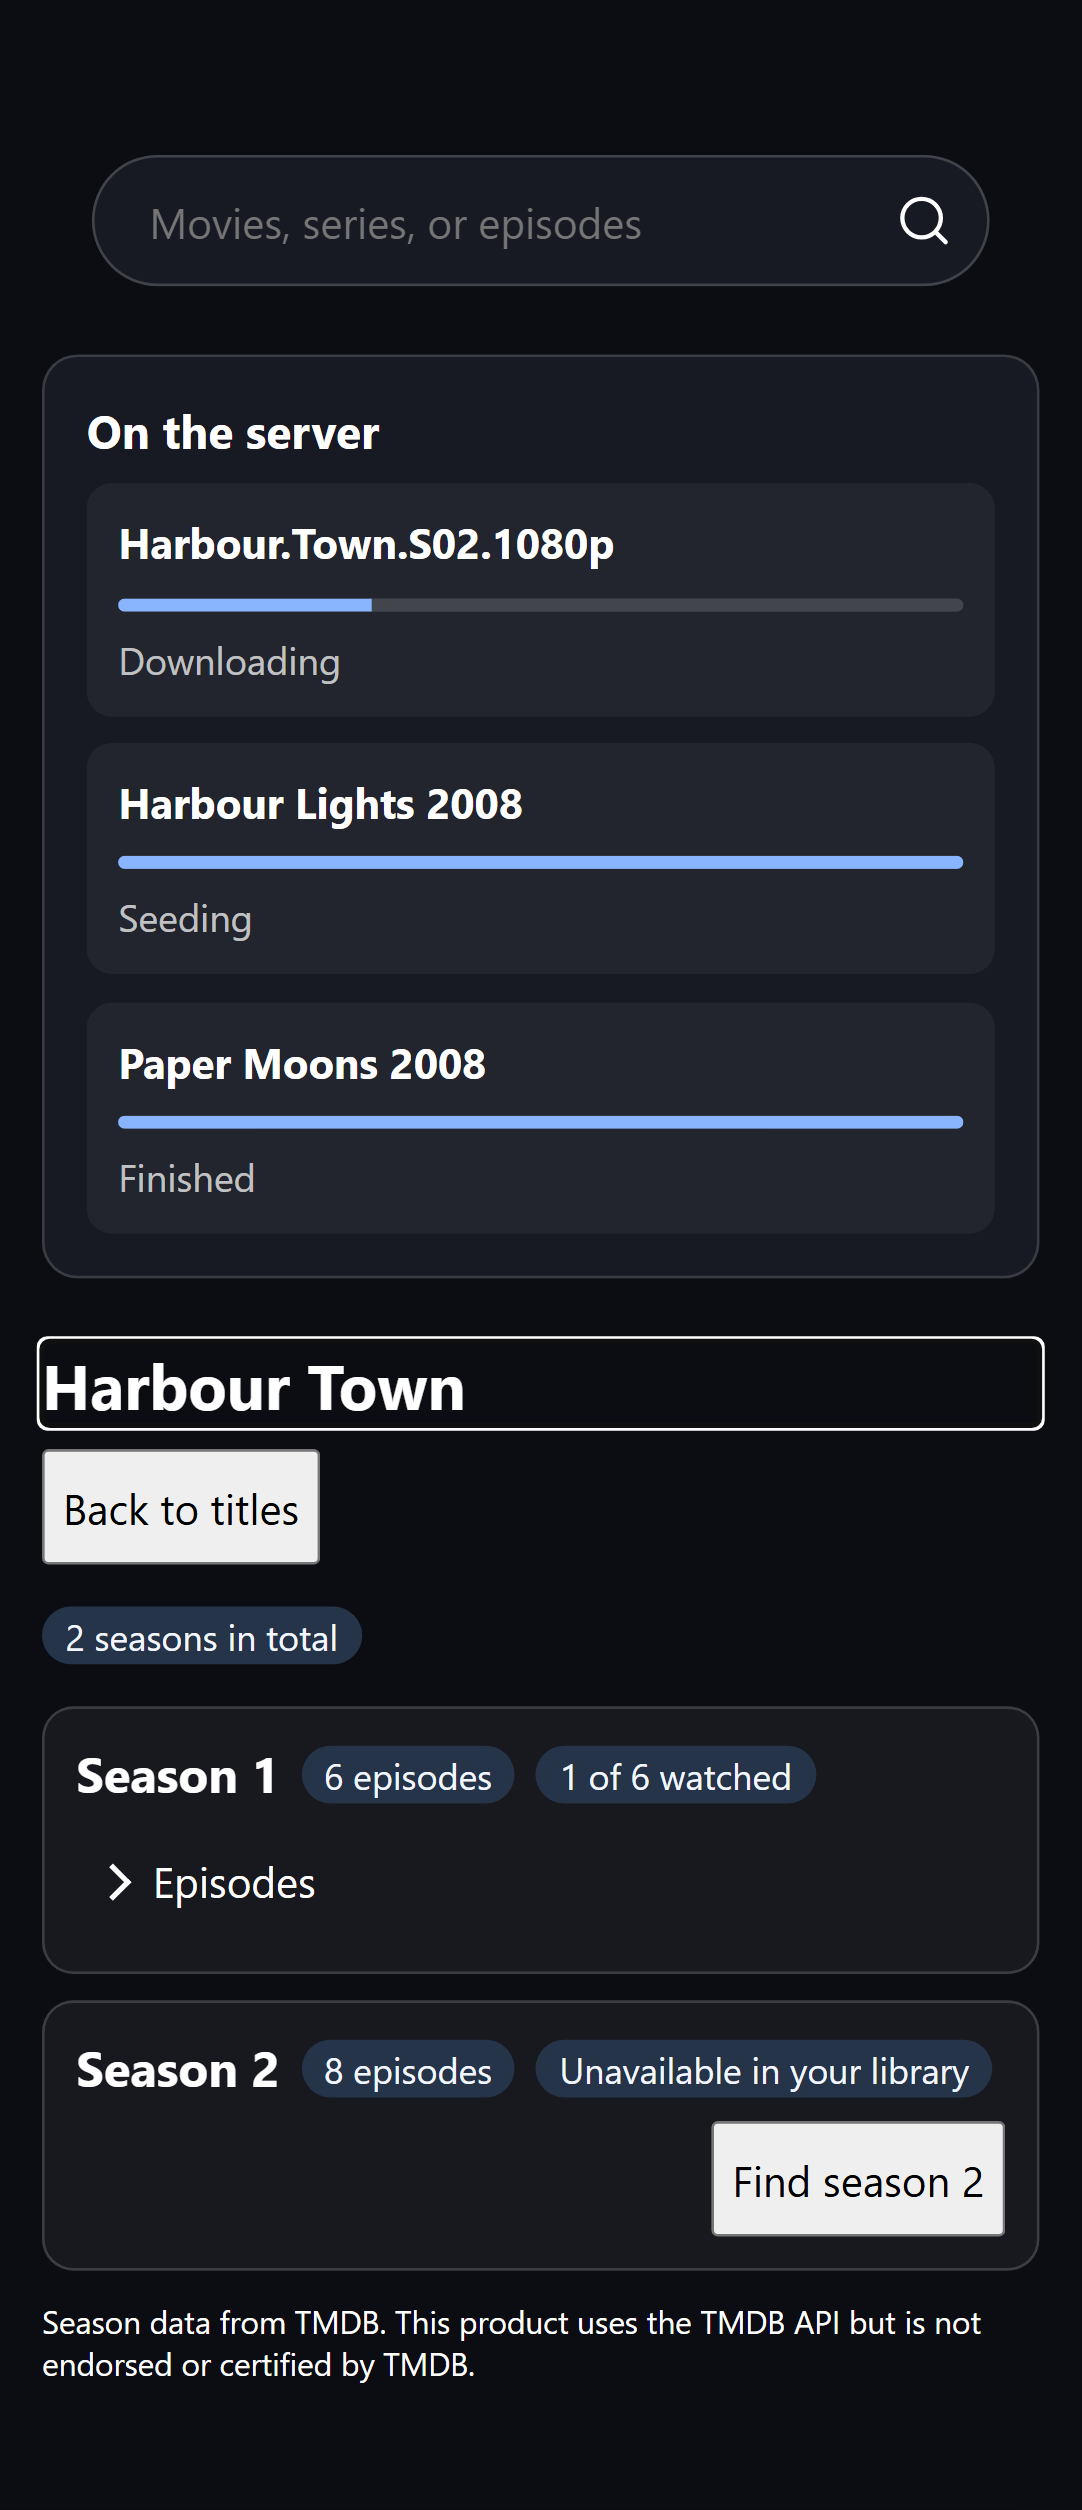 Movies, series, or episodes
On the server
Harbour.Town.S02.1080p
Downloading
Harbour Lights 2008
Seeding
Paper Moons 2008
Finished
Harbour Town
Back to titles
2 seasons in total
Season 1 6 episodes 1 of 6 watched
Episodes
Season 2 8 episodes Unavailable in your library
Find season 2
Season data from TMDB. This product uses the TMDB API but is not
endorsed or certified by TMDB.